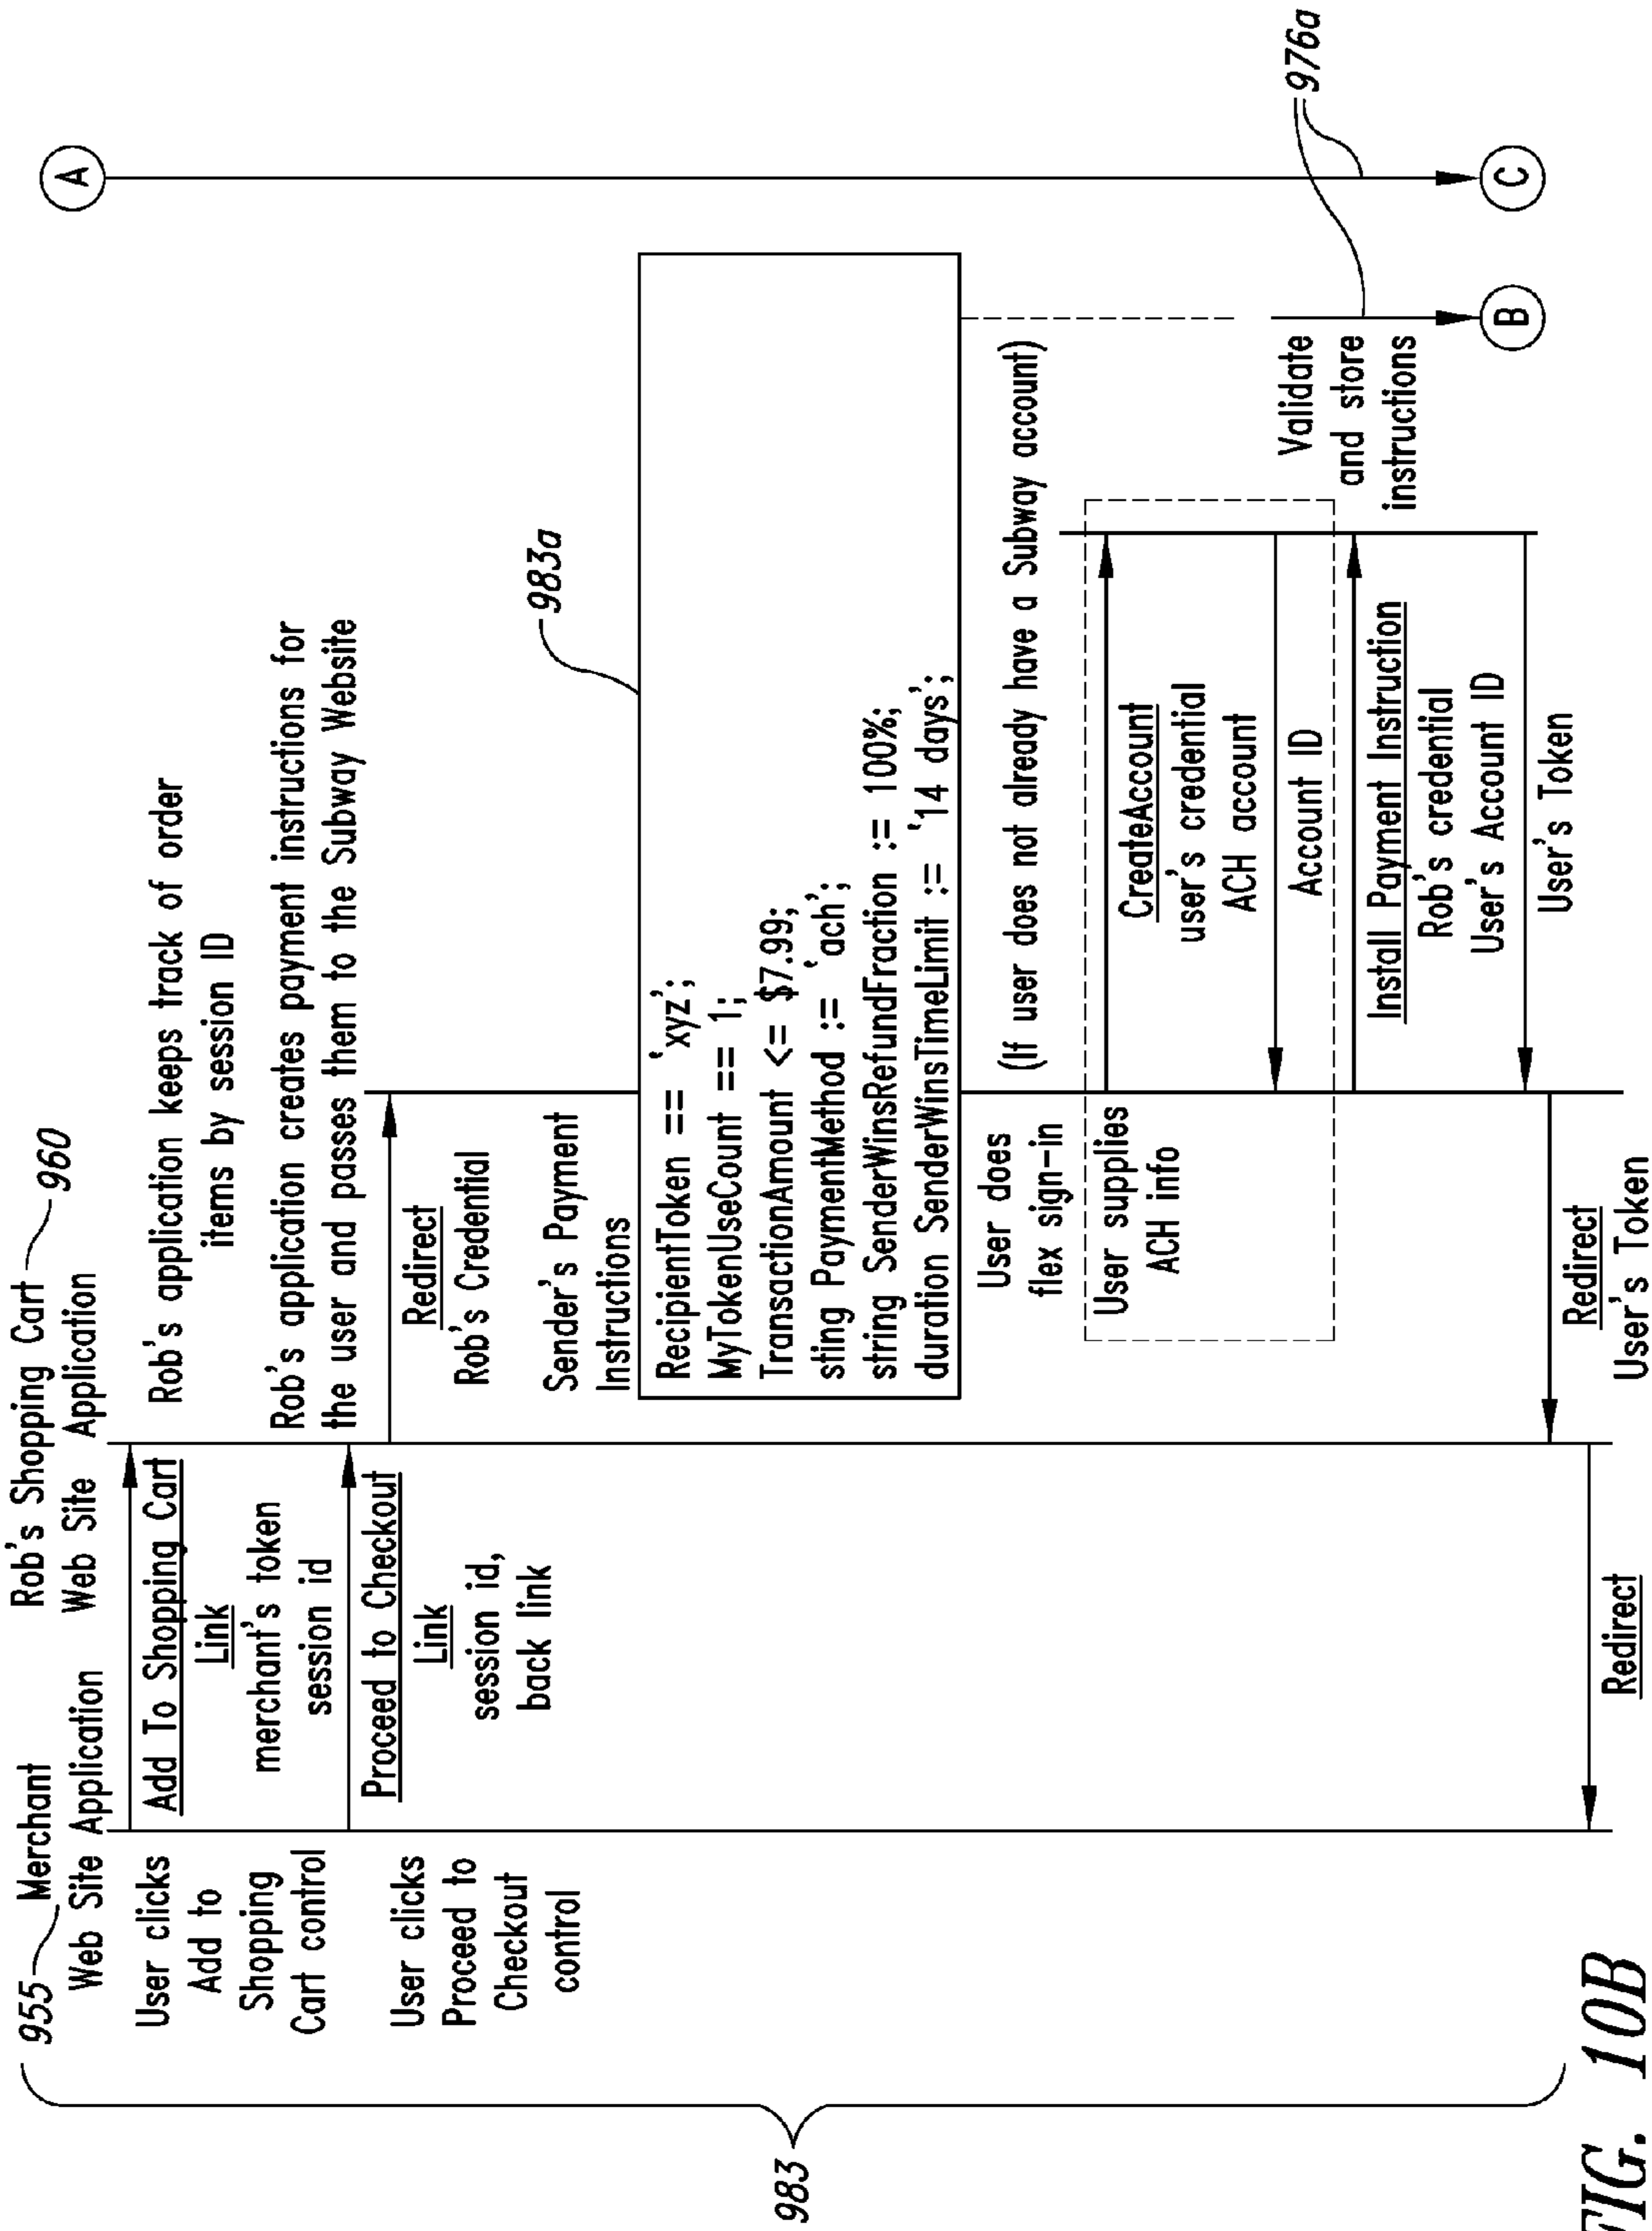 955
Merchant
Web Site Application
Rob's Shopping Cart
960
Web Site Application
User clicks
Add to
Shopping
Cart control
Add To Shopping Cart
Link
merchant's token
session id
Rob's application keeps track of order
items by session ID
User clicks
Proceed to
Checkout
control
Proceed to Checkout
Link
session id,
back link
Rob's application creates payment instructions for
the user and passes them to the Subway Website
Redirect
Rob's Credential
Sender's Payment
Instructions
983a
RecipientToken == 'xyz';
MyTokenUseCount == 1;
TransactionAmount <= $7.99;
sting PaymentMethod := 'ach';
string SenderWinsRefundFraction := 100%;
duration SenderWinsTimeLimit := '14 days';
User does
flex sign-in
(If user does not already have a Subway account)
User supplies
ACH info
CreateAccount
user's credential
ACH account
Account ID
Install Payment Instruction
Rob's credential
User's Account ID
User's Token
Validate
and store
instructions
Redirect
User's Token
Redirect
A
B
C
976a
983
FIG. 10B